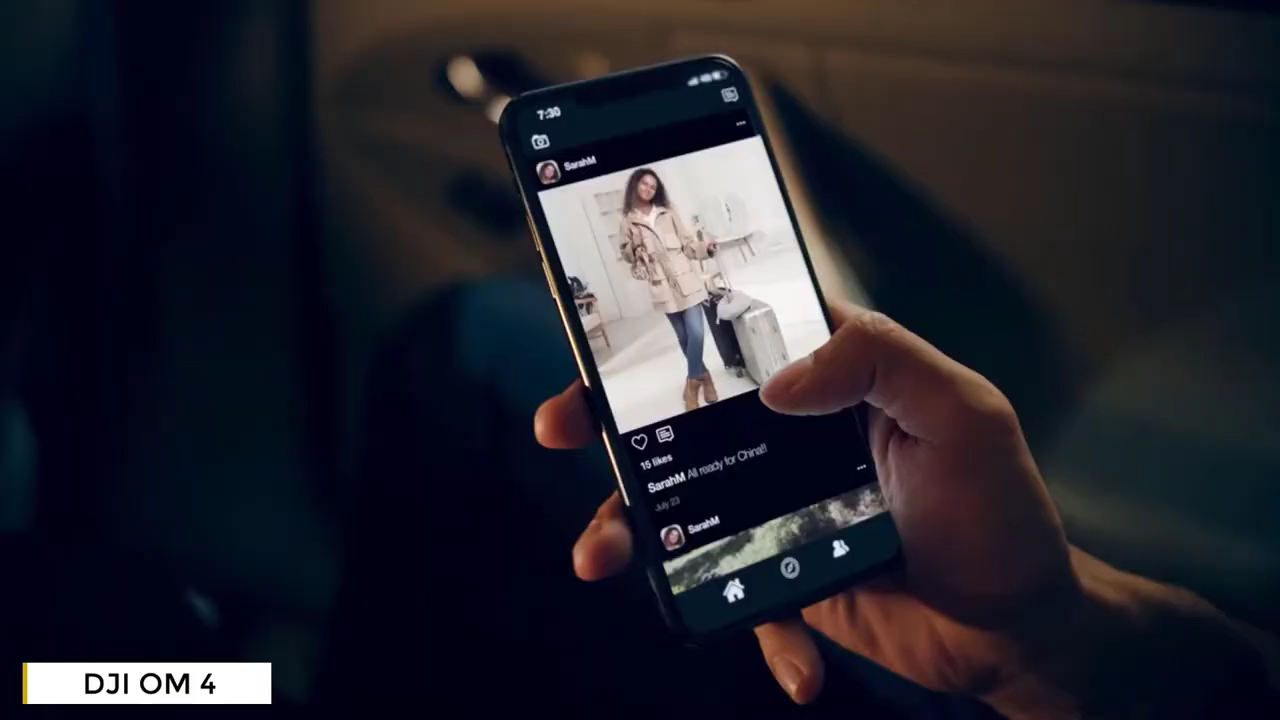 7:30
SarahM
15 likes
SarahM All ready for China!!
July 23
SarahM
DJI OM 4